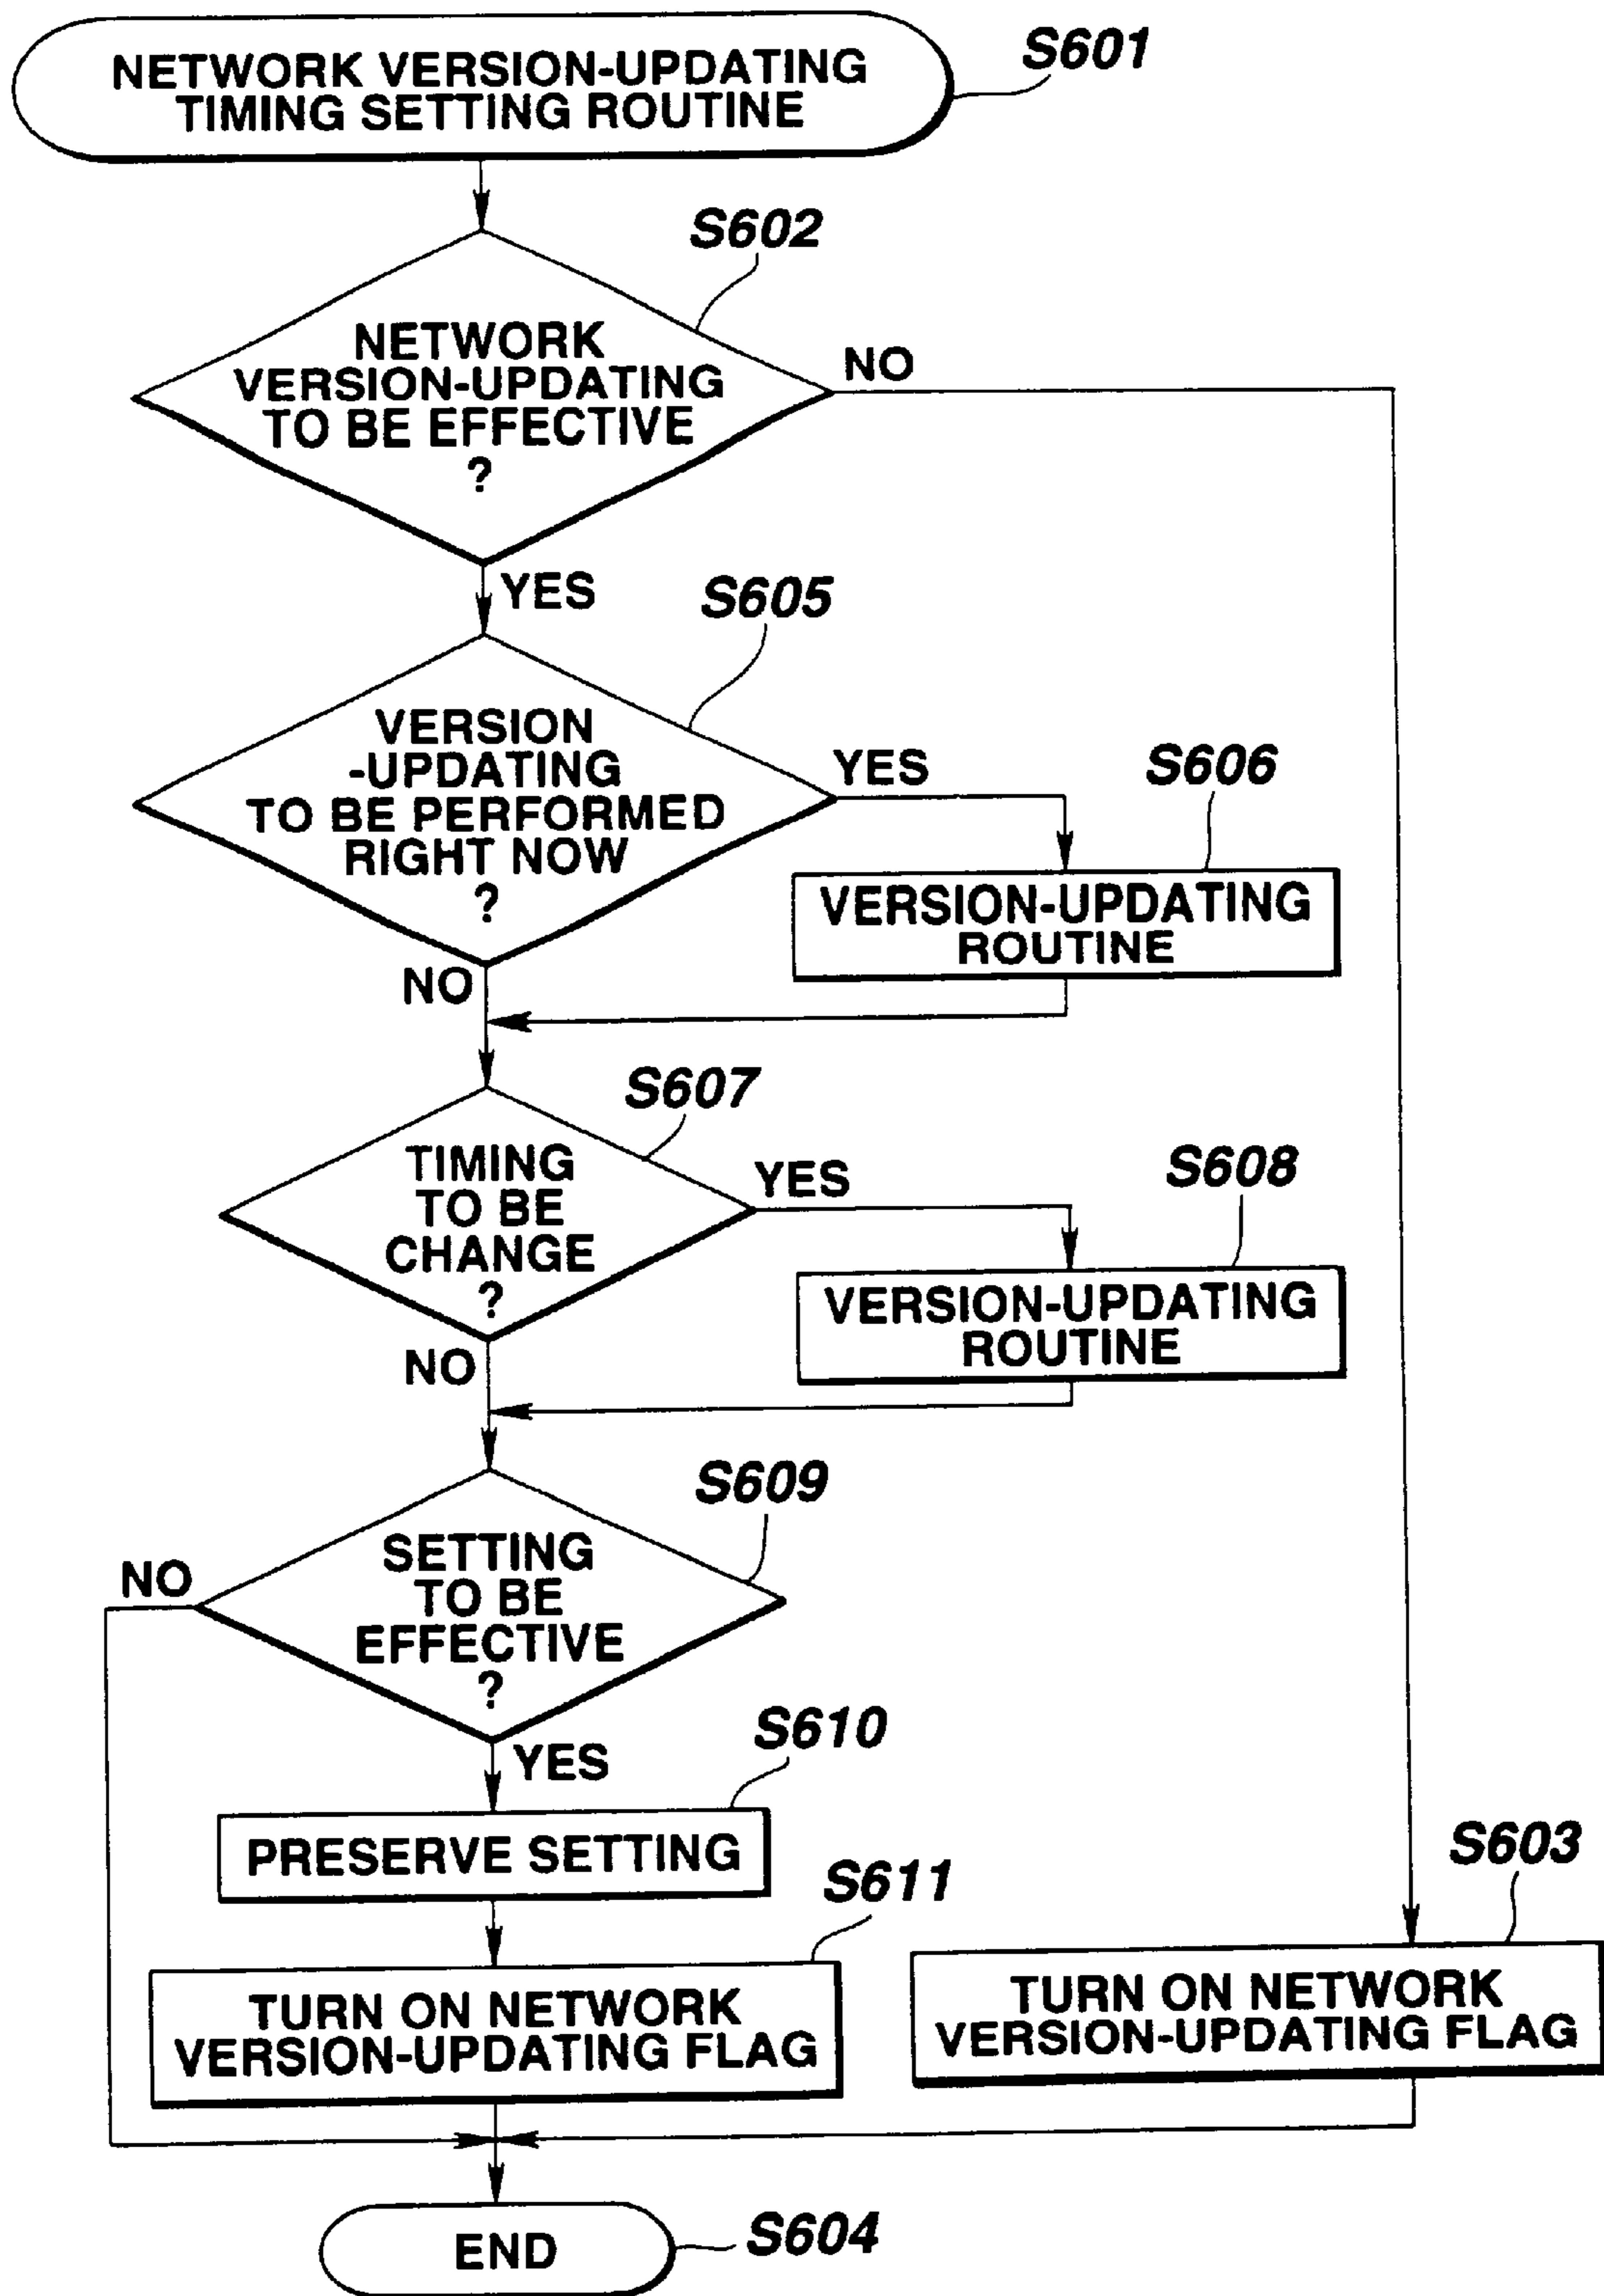 NETWORK VERSION-UPDATING
TIMING SETTING ROUTINE
S601
S602
NETWORK
VERSION-UPDATING
TO BE EFFECTIVE
?
NO
YES
S605
VERSION
-UPDATING
TO BE PERFORMED
RIGHT NOW
?
YES
S606
VERSION-UPDATING
ROUTINE
NO
S607
TIMING
TO BE
CHANGE
?
YES
S608
VERSION-UPDATING
ROUTINE
NO
S609
SETTING
TO BE
EFFECTIVE
?
NO
YES
S610
PRESERVE SETTING
S611
TURN ON NETWORK
VERSION-UPDATING FLAG
S603
TURN ON NETWORK
VERSION-UPDATING FLAG
END
S604